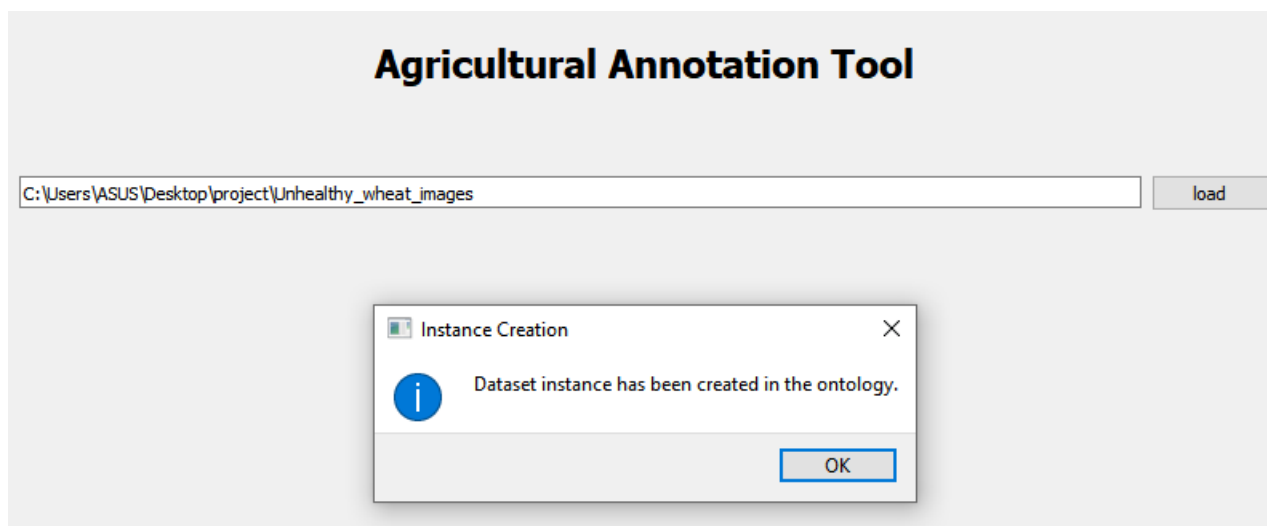 Agricultural Annotation Tool
C:\Users\ASUS\Desktop\project\Unhealthy_wheat_images
load
Instance Creation
Dataset instance has been created in the ontology.
OK